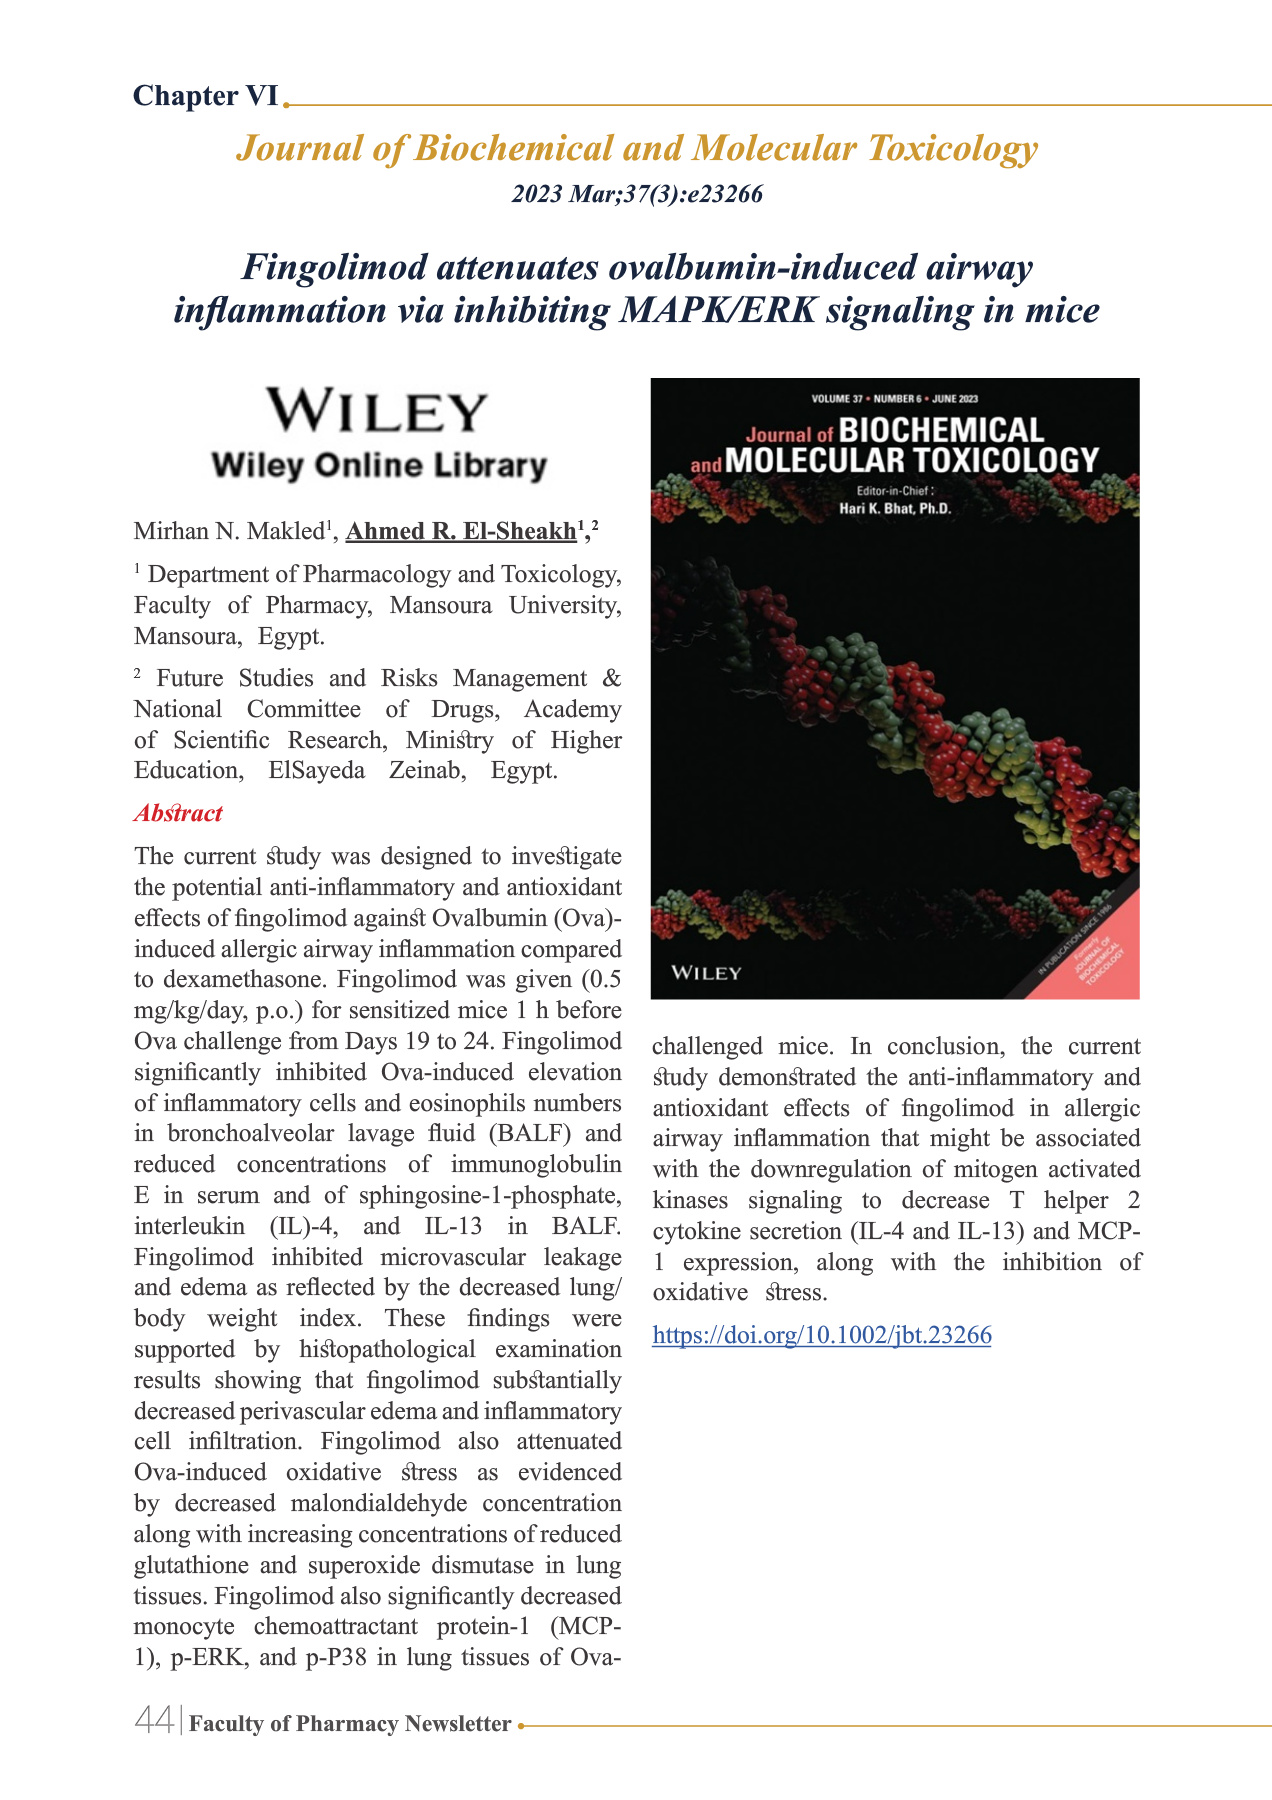 Chapter VI
Journal of Biochemical and Molecular Toxicology
2023 Mar;37(3):e23266
Fingolimod attenuates ovalbumin-induced airway
inflammation via inhibiting MAPK/ERK signaling in mice
WILEY
Wiley Online Library
Mirhan N. Makled¹, Ahmed R. El-Sheakh¹,²
¹ Department of Pharmacology and Toxicology,
Faculty of Pharmacy, Mansoura University,
Mansoura, Egypt.
² Future Studies and Risks Management &
National Committee of Drugs, Academy
of Scientific Research, Ministry of Higher
Education, ElSayeda Zeinab, Egypt.
Abstract
The current study was designed to investigate
the potential anti-inflammatory and antioxidant
effects of fingolimod against Ovalbumin (Ova)-
induced allergic airway inflammation compared
to dexamethasone. Fingolimod was given (0.5
mg/kg/day, p.o.) for sensitized mice 1 h before
Ova challenge from Days 19 to 24. Fingolimod
significantly inhibited Ova-induced elevation
of inflammatory cells and eosinophils numbers
in bronchoalveolar lavage fluid (BALF) and
reduced concentrations of immunoglobulin
E in serum and of sphingosine-1-phosphate,
interleukin (IL)-4, and IL-13 in BALF.
Fingolimod inhibited microvascular leakage
and edema as reflected by the decreased lung/
body weight index. These findings were
supported by histopathological examination
results showing that fingolimod substantially
decreased perivascular edema and inflammatory
cell infiltration. Fingolimod also attenuated
Ova-induced oxidative stress as evidenced
by decreased malondialdehyde concentration
along with increasing concentrations of reduced
glutathione and superoxide dismutase in lung
tissues. Fingolimod also significantly decreased
monocyte chemoattractant protein-1 (MCP-
1), p-ERK, and p-P38 in lung tissues of Ova-
VOLUME 37 • NUMBER 6 • JUNE 2023
Journal of BIOCHEMICAL
and MOLECULAR TOXICOLOGY
Editor-in-Chief :
Hari K. Bhat, Ph.D.
IN PUBLICATION SINCE 1986
Formerly
JOURNAL OF
BIOCHEMICAL
TOXICOLOGY
WILEY
challenged mice. In conclusion, the current
study demonstrated the anti-inflammatory and
antioxidant effects of fingolimod in allergic
airway inflammation that might be associated
with the downregulation of mitogen activated
kinases signaling to decrease T helper 2
cytokine secretion (IL-4 and IL-13) and MCP-
1 expression, along with the inhibition of
oxidative stress.
https://doi.org/10.1002/jbt.23266
44| Faculty of Pharmacy Newsletter